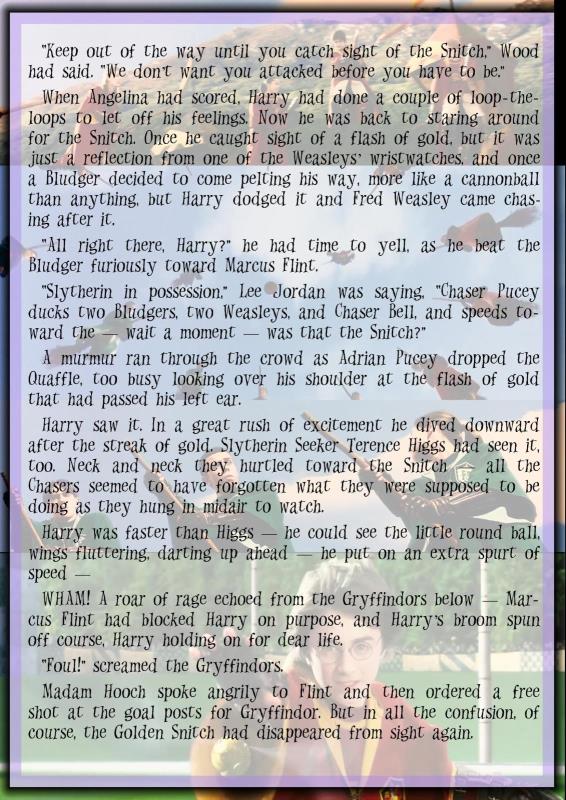 "Keep out of the way until you catch sight of the Snitch," Wood
had said. "We don't want you attacked before you have to be."
When Angelina had scored, Harry had done a couple of loop-the-
loops to let off his feelings. Now he was back to staring around
for the Snitch. Once he caught sight of a flash of gold, but it was
just a reflection from one of the Weasleys' wristwatches, and once
a Bludger decided to come pelting his way, more like a cannonball
than anything, but Harry dodged it and Fred Weasley came chas-
ing after it.
"All right there, Harry?" he had time to yell, as he beat the
Bludger furiously toward Marcus Flint.
"Slytherin in possession," Lee Jordan was saying, "Chaser Pucey
ducks two Bludgers, two Weasleys, and Chaser Bell, and speeds to-
ward the — wait a moment — was that the Snitch?"
A murmur ran through the crowd as Adrian Pucey dropped the
Quaffle, too busy looking over his shoulder at the flash of gold
that had passed his left ear.
Harry saw it. In a great rush of excitement he dived downward
after the streak of gold. Slytherin Seeker Terence Higgs had seen it,
too. Neck and neck they hurtled toward the Snitch — all the
Chasers seemed to have forgotten what they were supposed to be
doing as they hung in midair to watch.
Harry was faster than Higgs — he could see the little round ball,
wings fluttering, darting up ahead — he put on an extra spurt of
speed —
WHAM! A roar of rage echoed from the Gryffindors below — Mar-
cus Flint had blocked Harry on purpose, and Harry's broom spun
off course, Harry holding on for dear life.
"Foul!" screamed the Gryffindors.
Madam Hooch spoke angrily to Flint and then ordered a free
shot at the goal posts for Gryffindor. But in all the confusion, of
course, the Golden Snitch had disappeared from sight again.